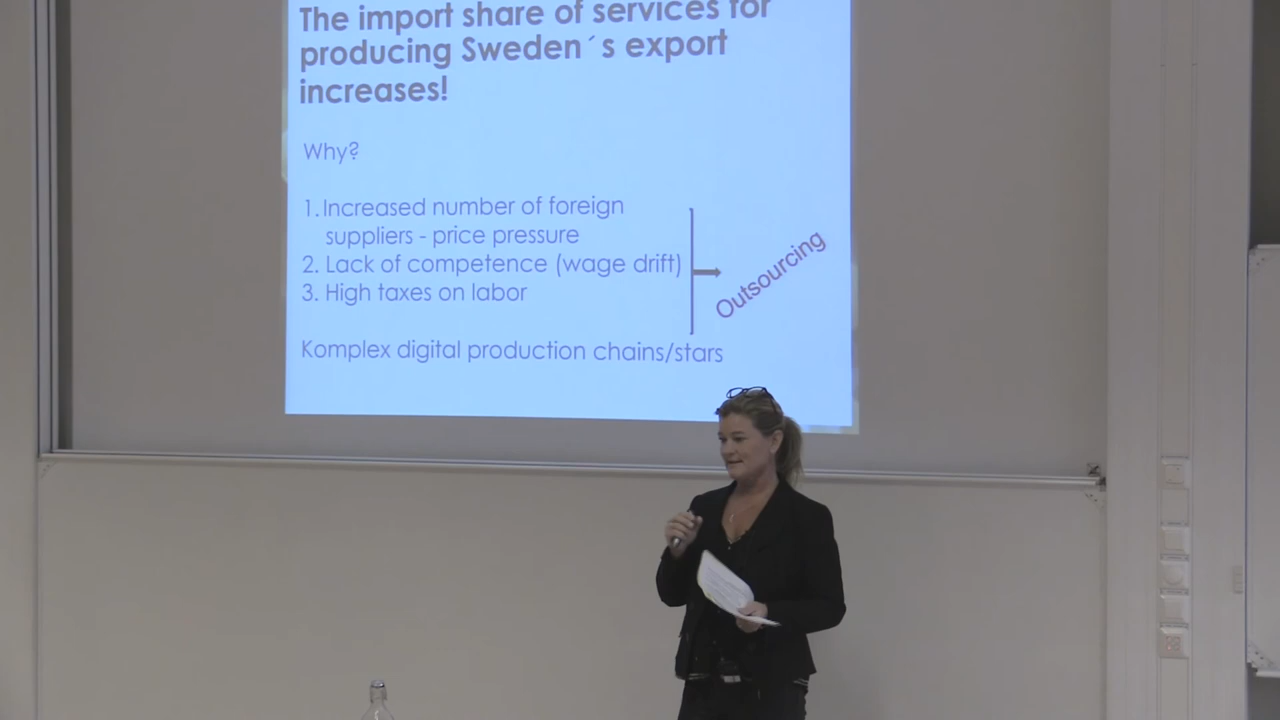 The import share of services for
producing Sweden´s export
increases!
Why?
1. Increased number of foreign
suppliers - price pressure
2. Lack of competence (wage drift)
3. High taxes on labor
Outsourcing
Komplex digital production chains/stars